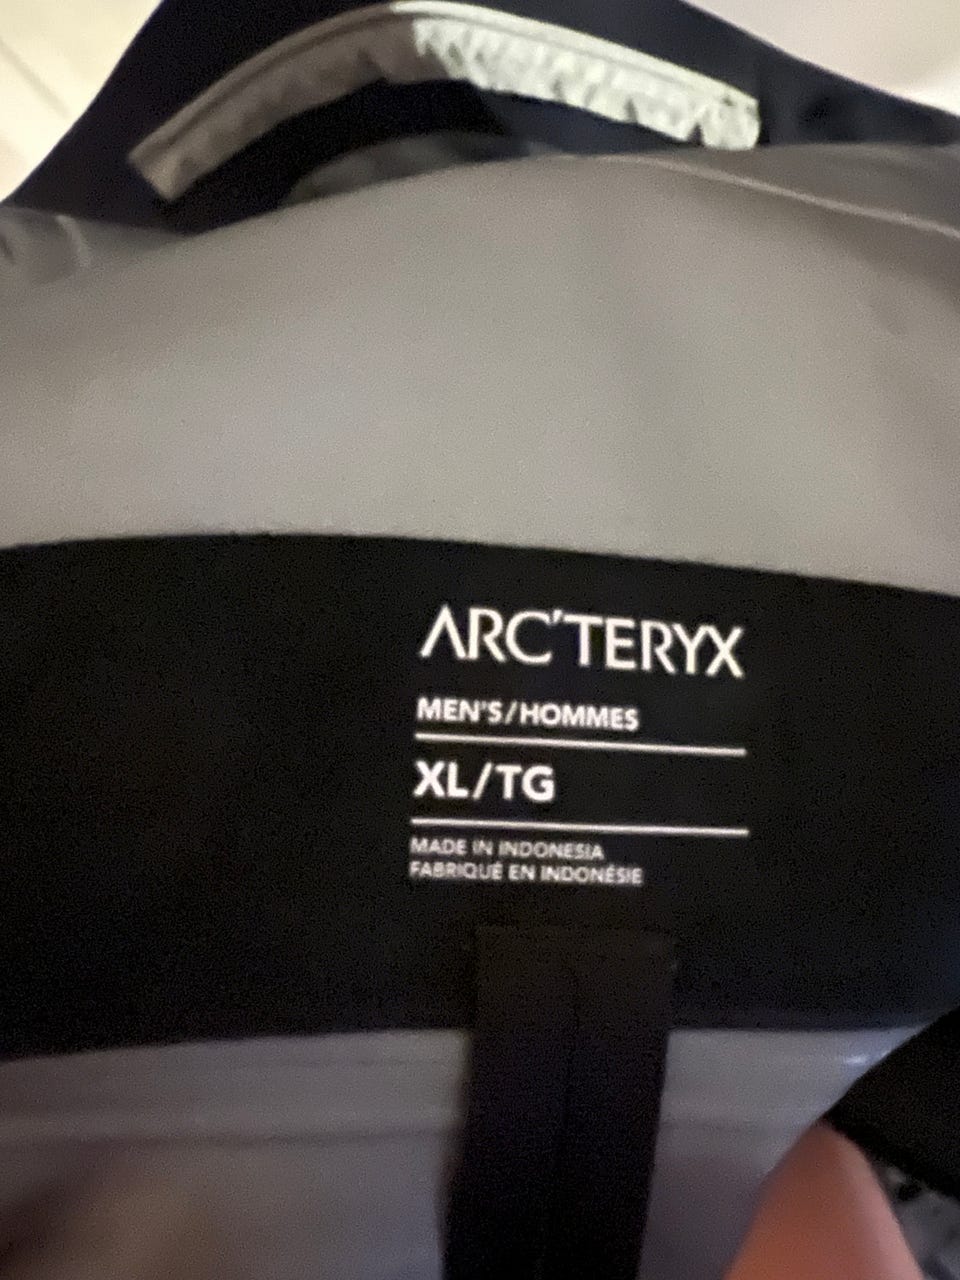 ARC'TERYX
MEN'S/HOMMES
XL/TG
MADE IN INDONESIA
FABRIQUÉ EN INDONÉSIE